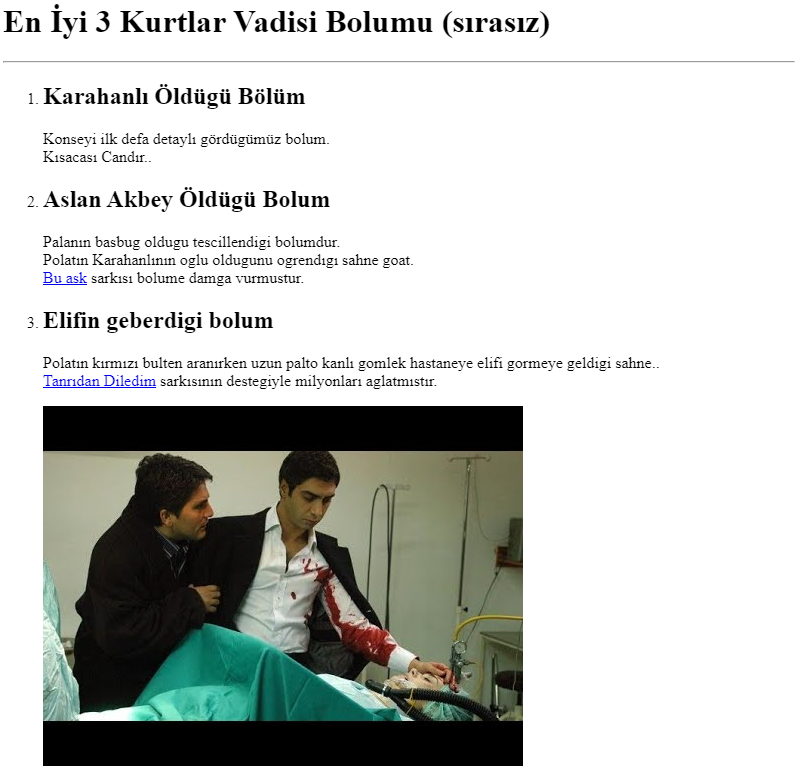 En İyi 3 Kurtlar Vadisi Bolumu (sırasız)
1. Karahanlı Öldügü Bölüm
Konseyi ilk defa detaylı gördügümüz bolum.
Kısacası Candır..
2. Aslan Akbey Öldügü Bolum
Palanın basbug oldugu tescillendigi bolumdur.
Polatın Karahanlının oglu oldugunu ogrendıgı sahne goat.
Bu ask sarkısı bolume damga vurmustur.
3. Elifin geberdigi bolum
Polatın kırmızı bulten aranırken uzun palto kanlı gomlek hastaneye elifi gormeye geldigi sahne..
Tanrıdan Diledim sarkısının destegiyle milyonları aglatmıstır.